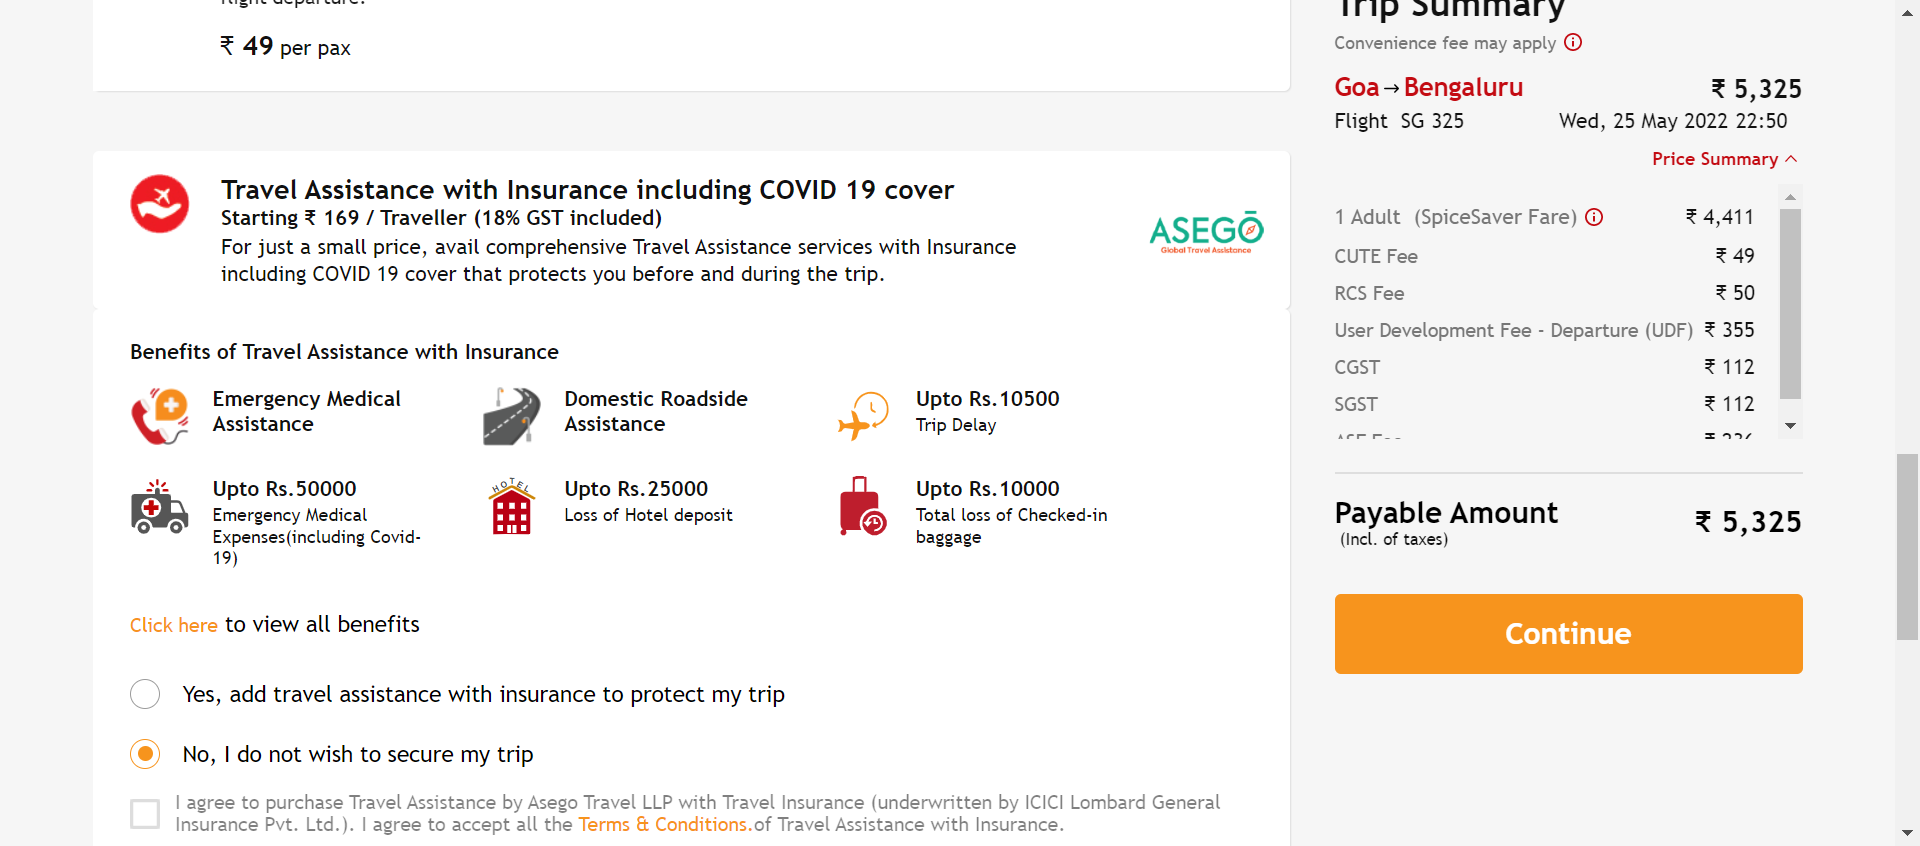 ₹ 49 per pax
Travel Assistance with Insurance including COVID 19 cover
Starting ₹ 169 / Traveller (18% GST included)
For just a small price, avail comprehensive Travel Assistance services with Insurance
including COVID 19 cover that protects you before and during the trip.
ASEGO
Global Travel Assistance
Benefits of Travel Assistance with Insurance
Emergency Medical
Assistance
Domestic Roadside
Assistance
Upto Rs.10500
Trip Delay
Upto Rs.50000
Emergency Medical
Expenses(including Covid-
19)
HOTEL
Upto Rs.25000
Loss of Hotel deposit
Upto Rs.10000
Total loss of Checked-in
baggage
Click here to view all benefits
Yes, add travel assistance with insurance to protect my trip
No, I do not wish to secure my trip
I agree to purchase Travel Assistance by Asego Travel LLP with Travel Insurance (underwritten by ICICI Lombard General
Insurance Pvt. Ltd.). I agree to accept all the Terms & Conditions.of Travel Assistance with Insurance.
Trip Summary
Convenience fee may apply
Goa→Bengaluru ₹ 5,325
Flight SG 325 Wed, 25 May 2022 22:50
Price Summary
1 Adult (SpiceSaver Fare) ₹ 4,411
CUTE Fee ₹ 49
RCS Fee ₹ 50
User Development Fee - Departure (UDF) ₹ 355
CGST ₹ 112
SGST ₹ 112
ASF Fee ₹ 236
Payable Amount ₹ 5,325
(Incl. of taxes)
Continue